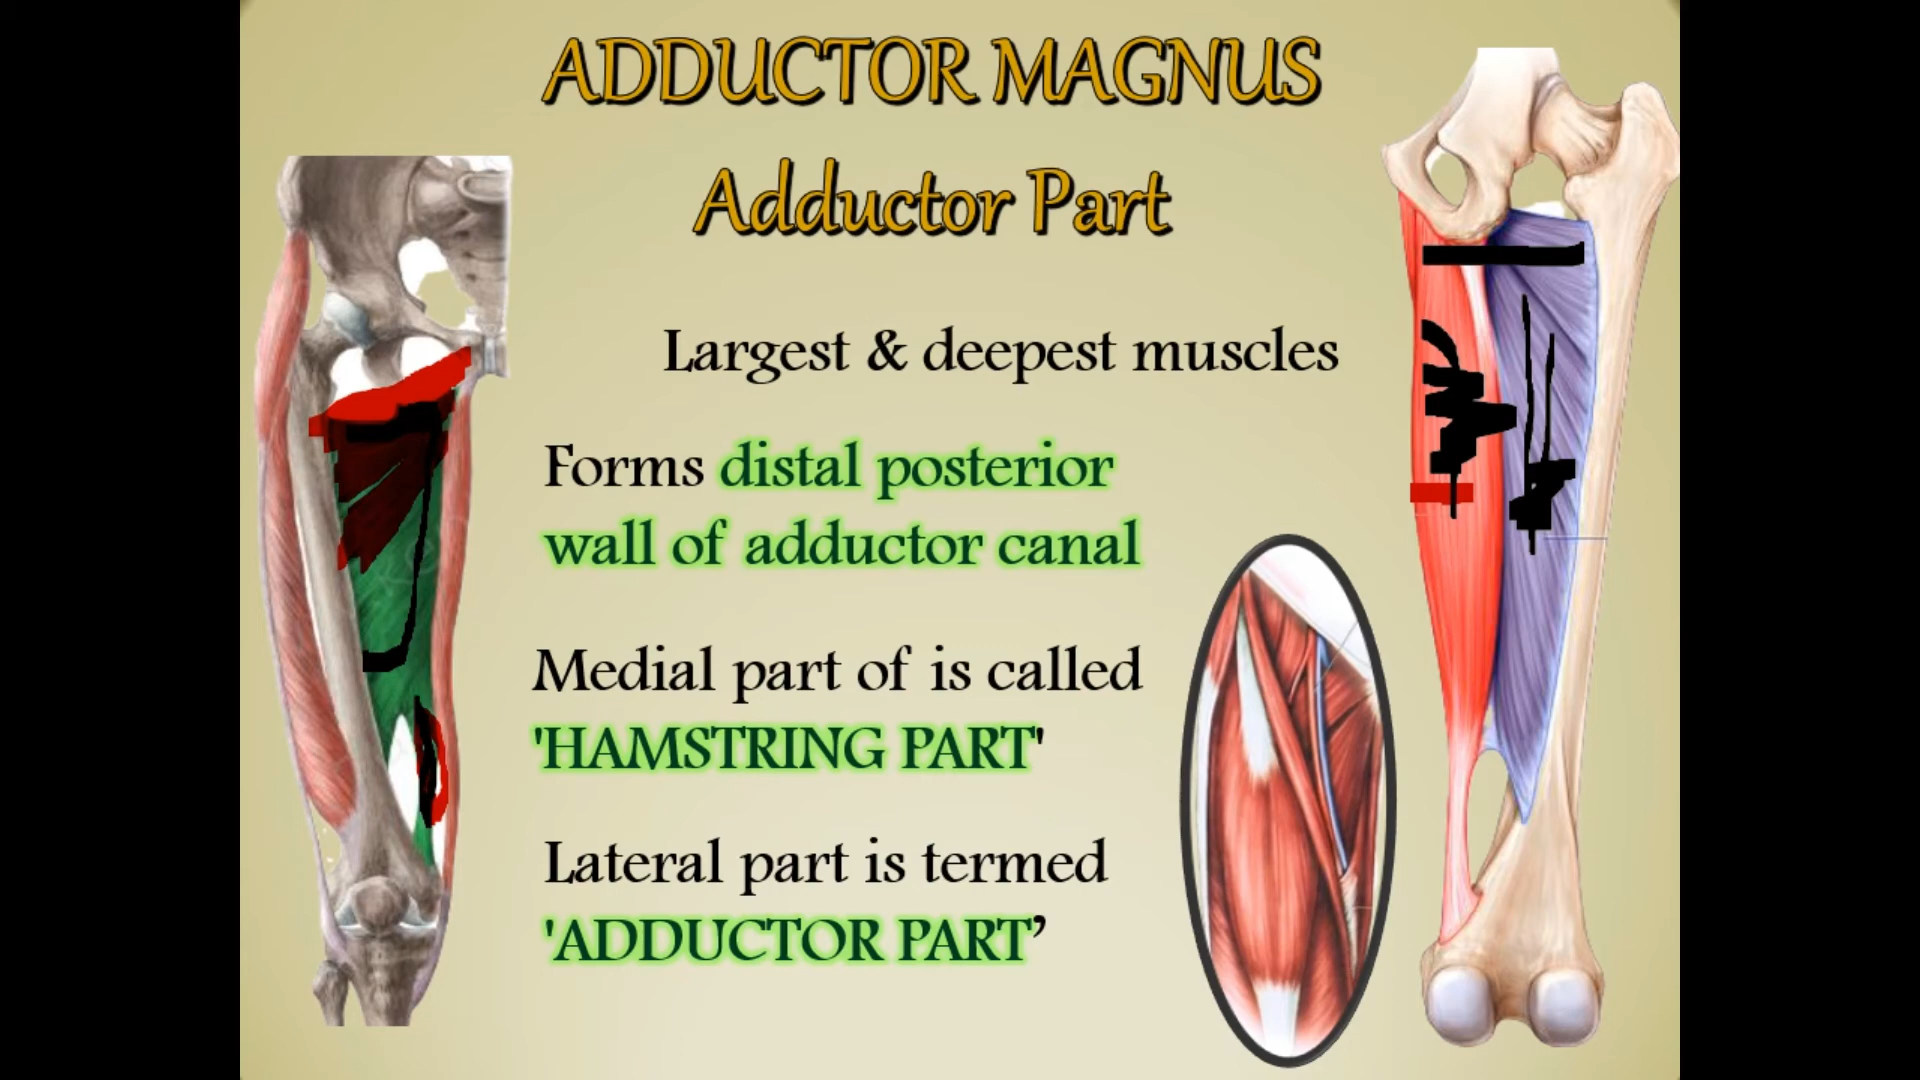 ADDUCTOR MAGNUS
Adductor Part
Largest & deepest muscles
Forms distal posterior
wall of adductor canal
Medial part of is called
'HAMSTRING PART'
Lateral part is termed
'ADDUCTOR PART’